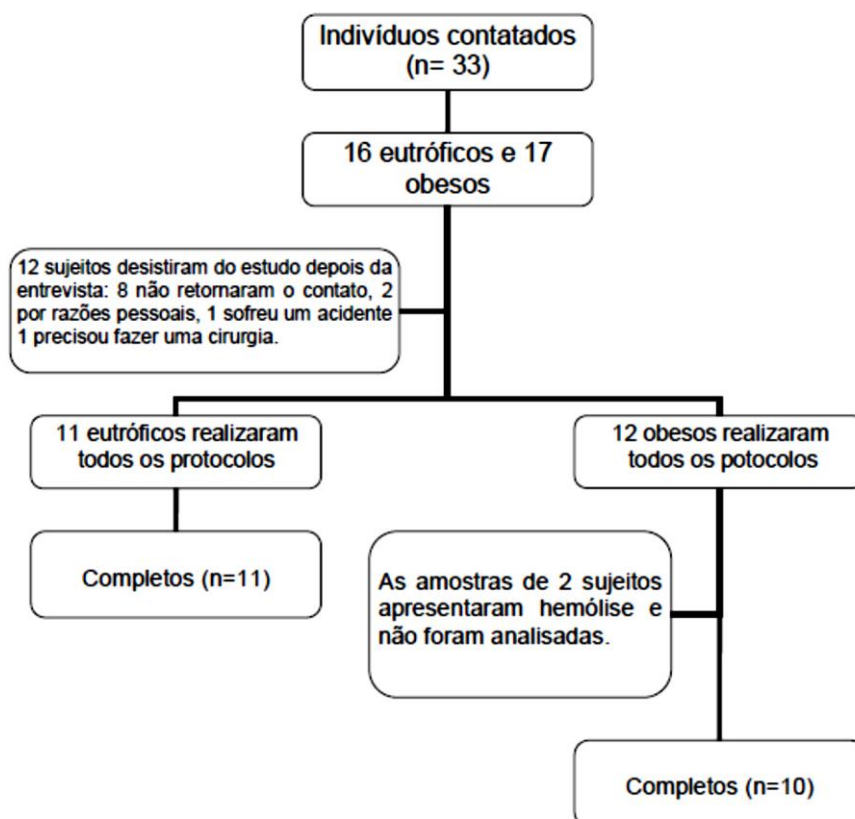 Indivíduos contatados
(n= 33)
16 eutróficos e 17
obesos
12 sujeitos desistiram do estudo depois da
entrevista: 8 não retornaram o contato, 2
por razões pessoais, 1 sofreu um acidente
1 precisou fazer uma cirurgia.
11 eutróficos realizaram
todos os protocolos
12 obesos realizaram
todos os potocolos
Completos (n=11)
As amostras de 2 sujeitos
apresentaram hemólise e
não foram analisadas.
Completos (n=10)